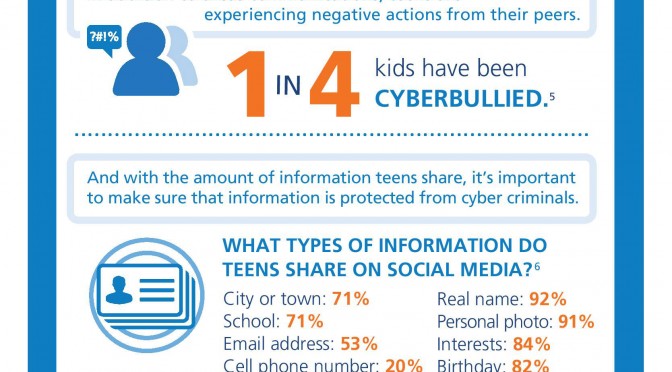 experiencing negative actions from their peers.
?#!%
1 IN 4 kids have been
CYBERBULLIED.⁵
And with the amount of information teens share, it's important
to make sure that information is protected from cyber criminals.
WHAT TYPES OF INFORMATION DO
TEENS SHARE ON SOCIAL MEDIA?⁶
City or town: 71%
School: 71%
Email address: 53%
Cell phone number: 20%
Real name: 92%
Personal photo: 91%
Interests: 84%
Birthday: 82%